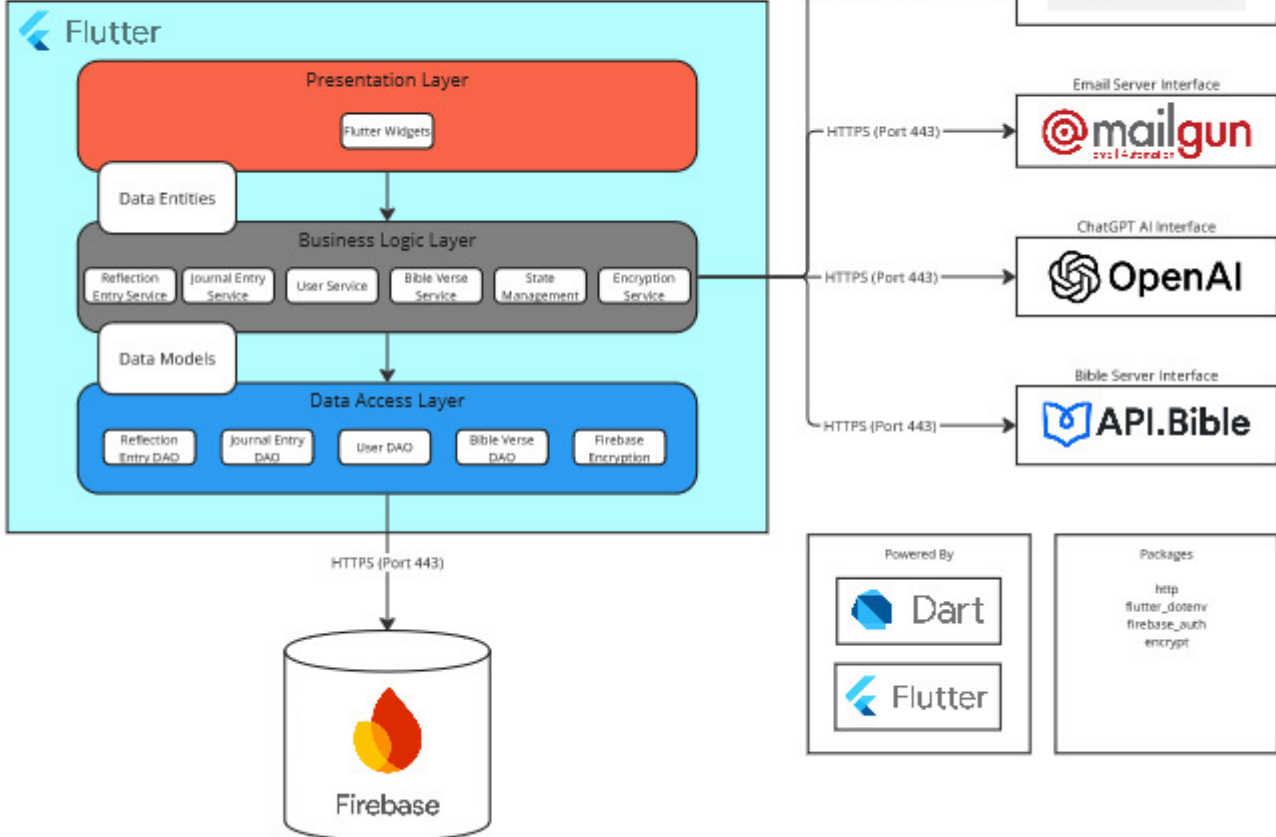 Flutter
Presentation Layer
Flutter Widgets
Data Entities
Business Logic Layer
Reflection
Entry Service
Journal Entry
Service
User Service
Bible Verse
Service
State
Management
Encryption
Service
Data Models
Data Access Layer
Reflection
Entry DAO
Journal Entry
DAO
User DAO
Bible Verse
DAO
Firebase
Encryption
HTTPS (Port 443)
Firebase
Email Server Interface
HTTPS (Port 443)
@mailgun
Email Automation
ChatGPT AI Interface
HTTPS (Port 443)
OpenAI
Bible Server Interface
HTTPS (Port 443)
API.Bible
Powered By
Dart
Flutter
Packages
http
flutter_dotenv
firebase_auth
encrypt